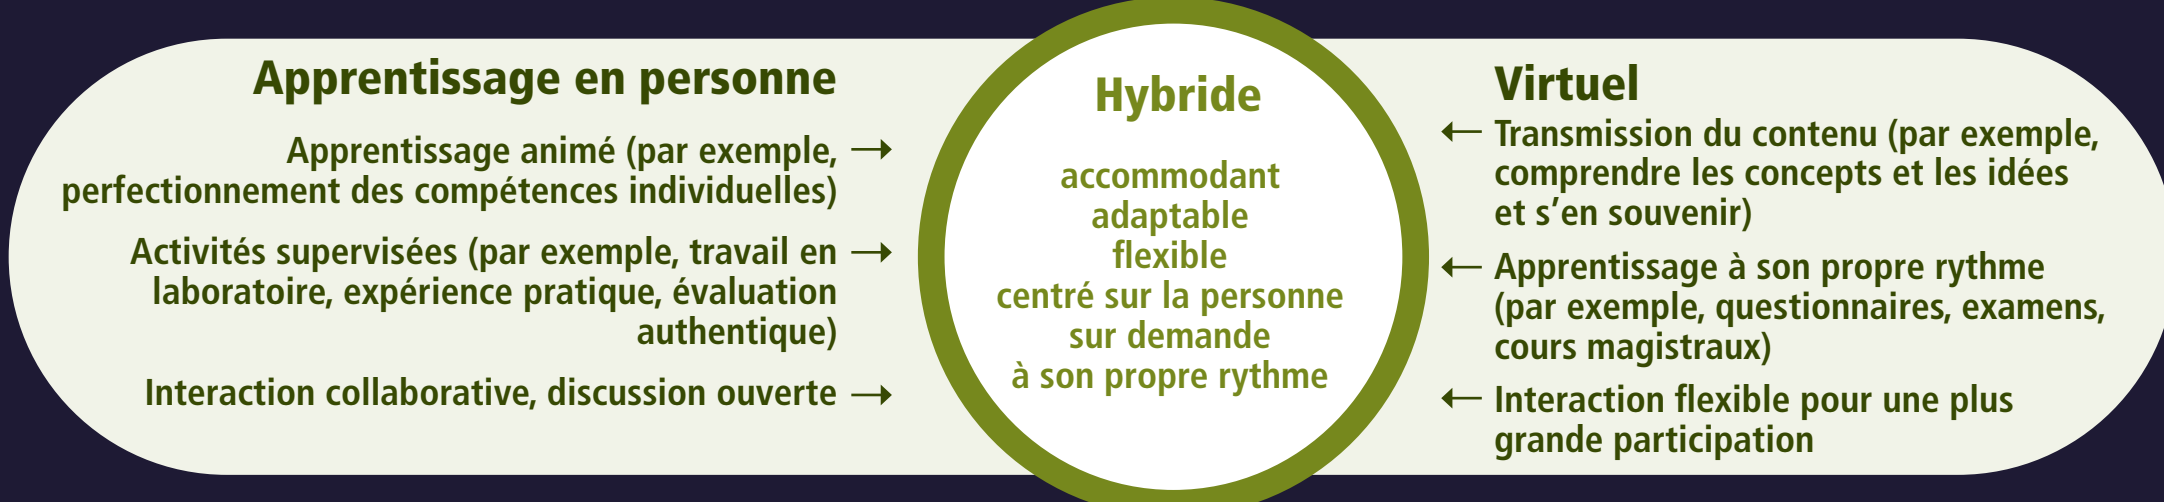 Apprentissage en personne
Apprentissage animé (par exemple,
perfectionnement des compétences individuelles)
Activités supervisées (par exemple, travail en
laboratoire, expérience pratique, évaluation
authentique)
Interaction collaborative, discussion ouverte
Hybride
accommodant
adaptable
flexible
centré sur la personne
sur demande
à son propre rythme
Virtuel
Transmission du contenu (par exemple,
comprendre les concepts et les idées
et s’en souvenir)
Apprentissage à son propre rythme
(par exemple, questionnaires, examens,
cours magistraux)
Interaction flexible pour une plus
grande participation